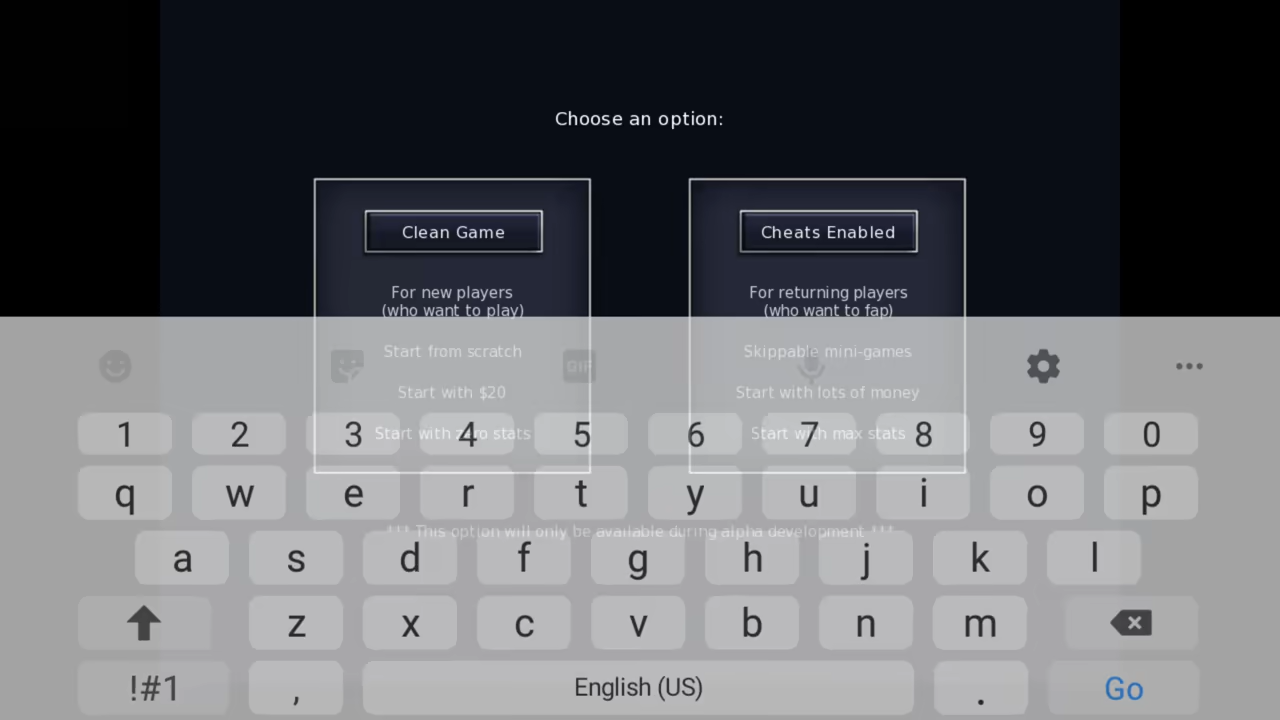 Choose an option:
Clean Game
For new players
(who want to play)
Start from scratch
Start with $20
Start with zero stats
Cheats Enabled
For returning players
(who want to fap)
Skippable mini-games
Start with lots of money
Start with max stats
*** This option will only be available during alpha development ***
GIF
1 2 3 4 5 6 7 8 9 0
q w e r t y u i o p
a s d f g h j k l
z x c v b n m
!#1 , English (US) . Go